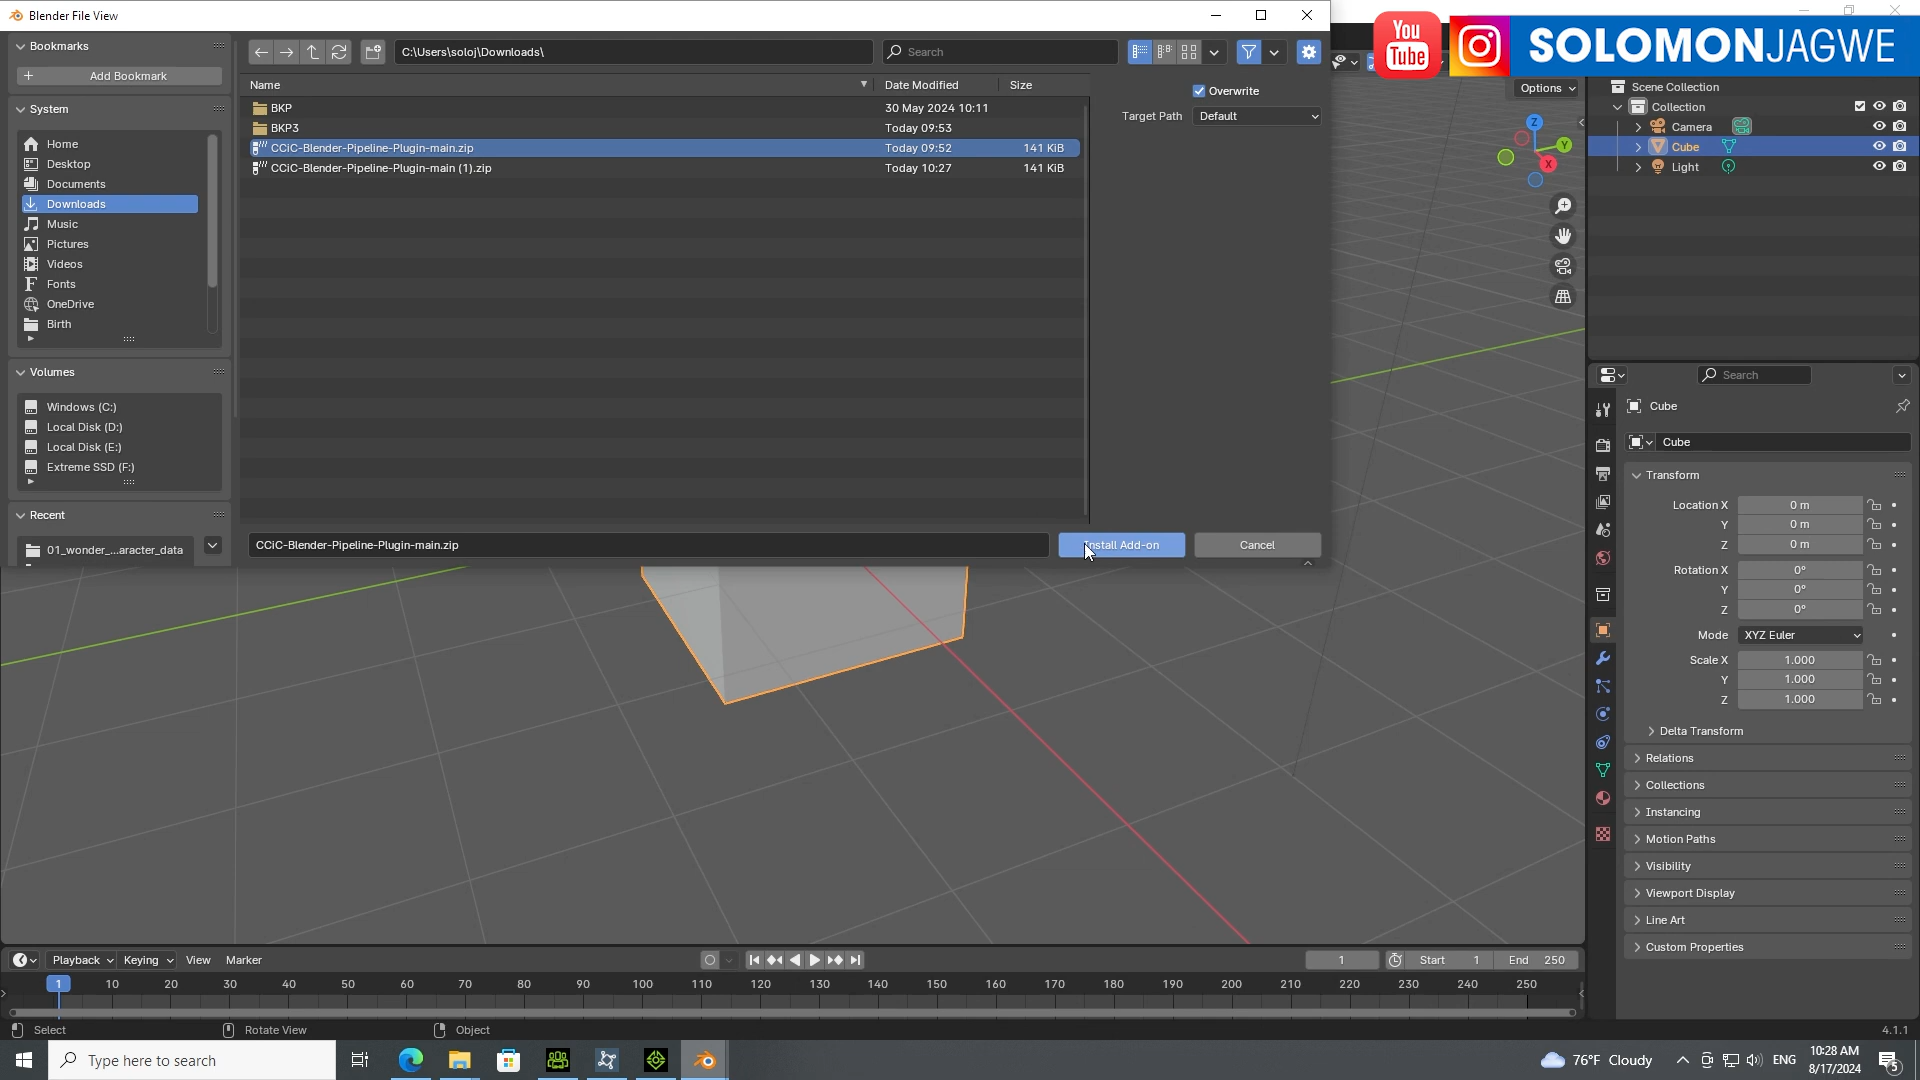 Blender File View
You Tube
SOLOMONJAGWE
Bookmarks
Add Bookmark
System
Home
Desktop
Documents
Downloads
Music
Pictures
Videos
Fonts
OneDrive
Birth
Volumes
Windows (C:)
Local Disk (D:)
Local Disk (E:)
Extreme SSD (F:)
Recent
01_wonder_...aracter_data
C:\Users\soloj\Downloads\
Search
Name
Date Modified
Size
BKP
30 May 2024 10:11
BKP3
Today 09:53
CCiC-Blender-Pipeline-Plugin-main.zip
Today 09:52
141 KiB
CCiC-Blender-Pipeline-Plugin-main (1).zip
Today 10:27
141 KiB
Overwrite
Target Path
Default
CCiC-Blender-Pipeline-Plugin-main.zip
Install Add-on
Cancel
Options
Z
Y
X
Scene Collection
Collection
Camera
Cube
Light
Search
Cube
Cube
Transform
Location X
0 m
Y
0 m
Z
0 m
Rotation X
0°
Y
0°
Z
0°
Mode
XYZ Euler
Scale X
1.000
Y
1.000
Z
1.000
Delta Transform
Relations
Collections
Instancing
Motion Paths
Visibility
Viewport Display
Line Art
Custom Properties
Playback
Keying
View
Marker
1
Start 1
End 250
1 10 20 30 40 50 60 70 80 90 100 110 120 130 140 150 160 170 180 190 200 210 220 230 240 250
Select
Rotate View
Object
4.1.1
Type here to search
76°F Cloudy
ENG
10:28 AM
8/17/2024
5